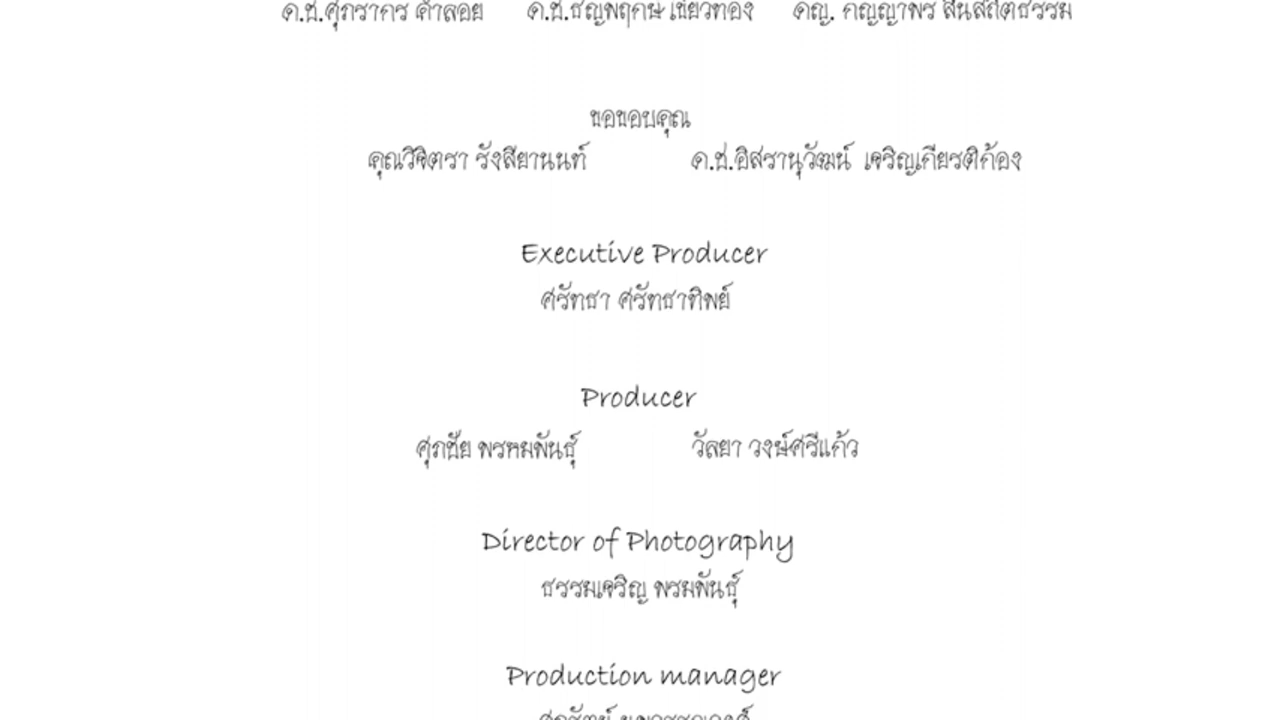 ด.ช.ศุภรากร คำลอย ด.ช.ธัญพฤกษ์ เขียวทอง ดญ. กัญญาพร สินสถิตธรรม
ขอขอบคุณ
คุณวิจิตรา รังสียานนท์ ด.ช.อิสรานุวัฒน์ เจริญเกียรติก้อง
Executive Producer
ศรัทธา ศรัทธาทิพย์
Producer
ศุภชัย พรหมพันธุ์ วัลยา วงษ์ศรีแก้ว
Director of Photography
ธรรมเจริญ พรมพันธุ์
Production manager